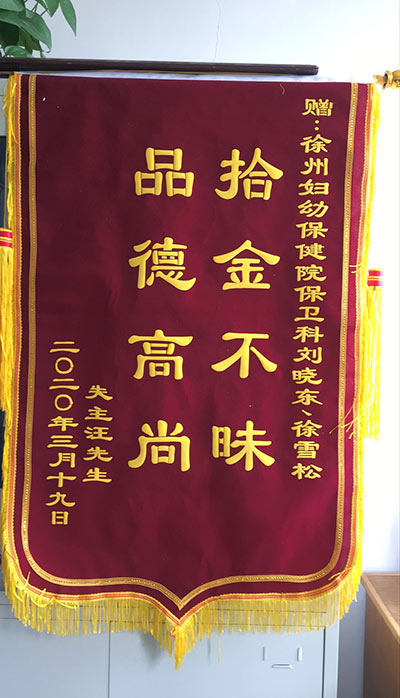 赠:徐州妇幼保健院保卫科刘晓东、徐雪松
拾金不昧
品德高尚
失主汪先生
二〇二〇年三月十九日